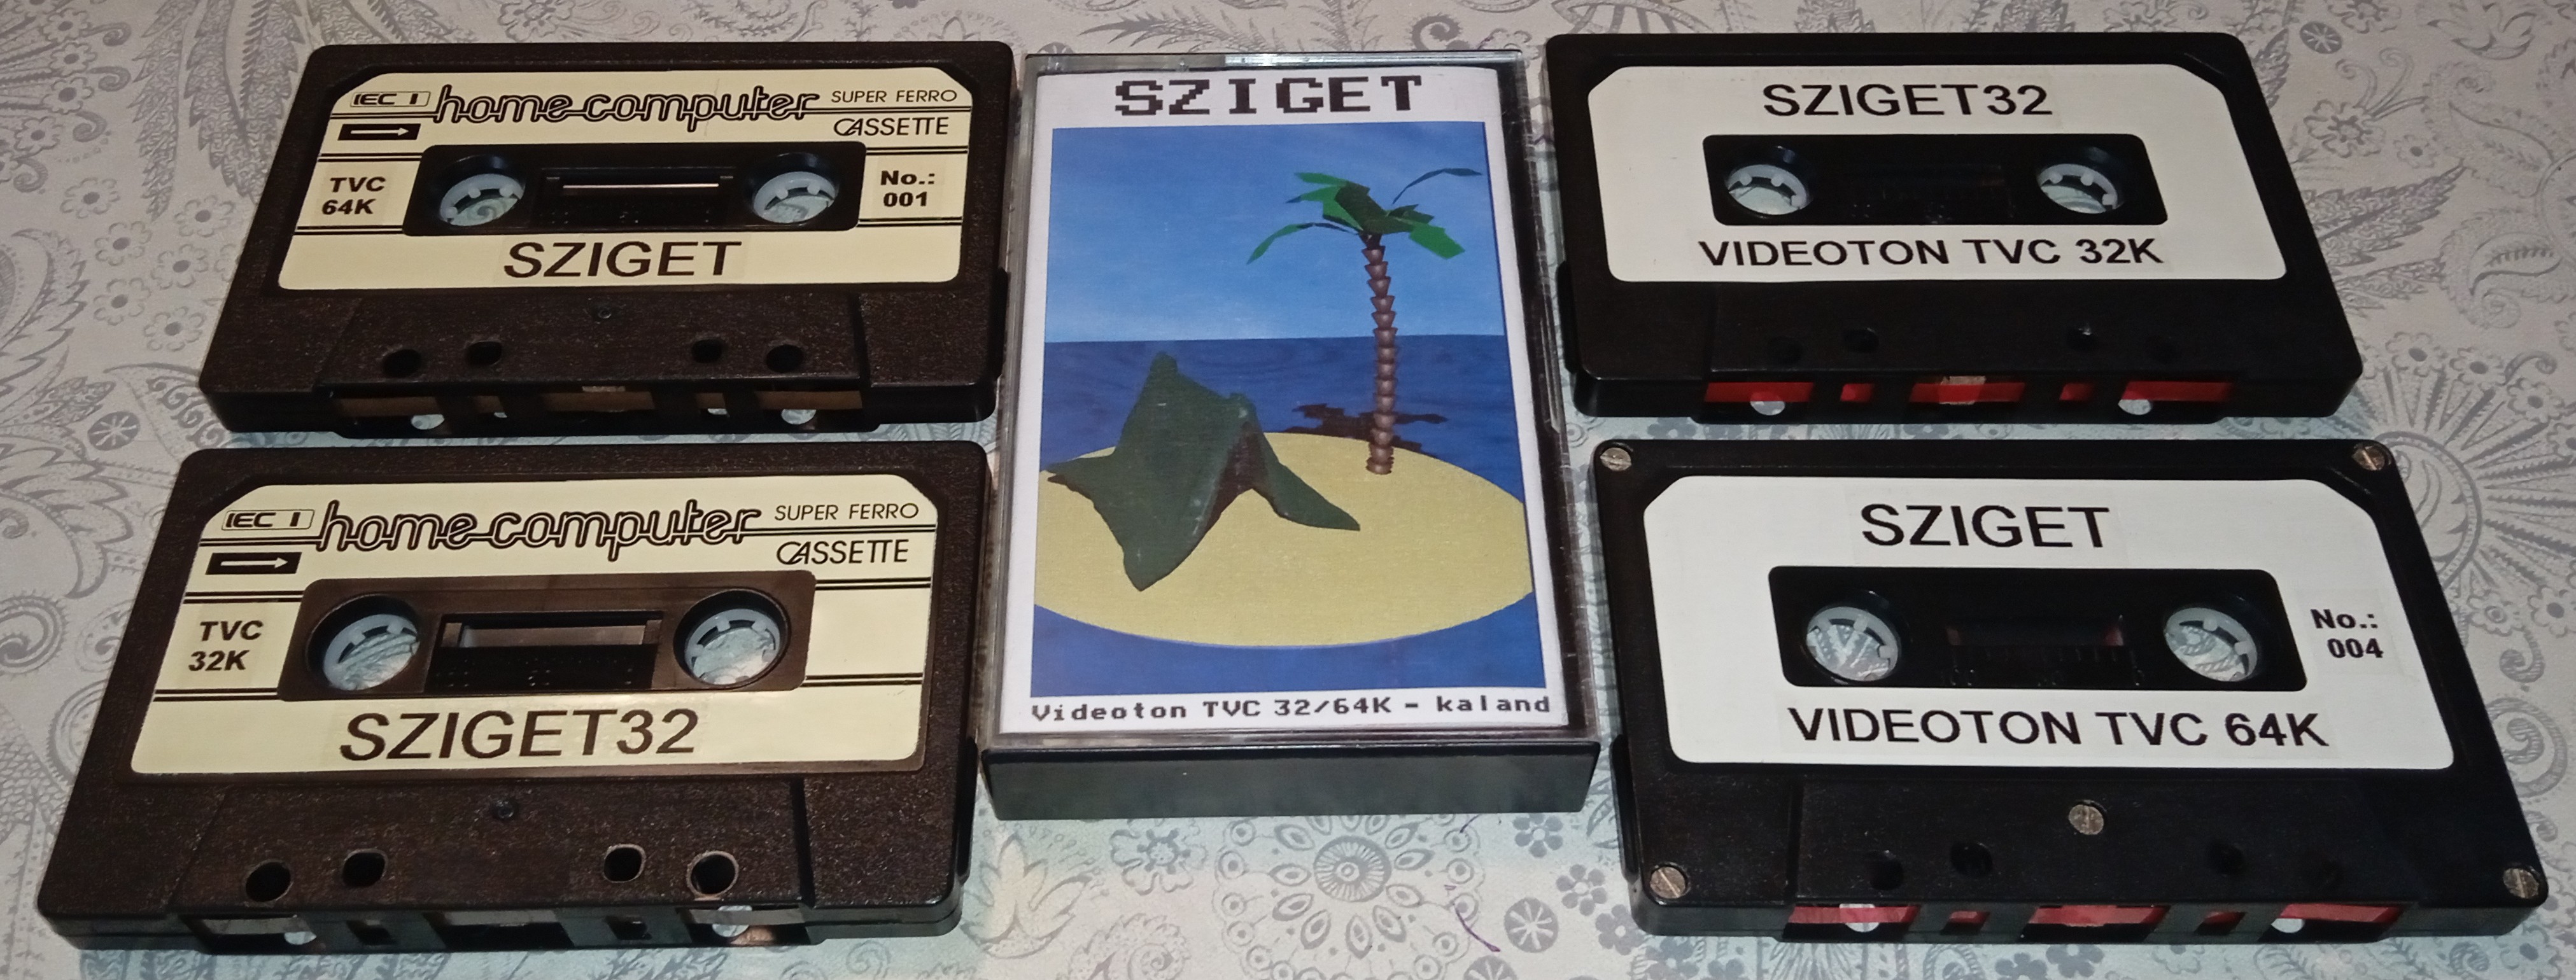 IEC I home computer SUPER FERRO
CASSETTE
TVC
64K
No.:
001
SZIGET
IEC I home computer SUPER FERRO
CASSETTE
TVC
32K
SZIGET32
SZIGET
Videoton TVC 32/64K - kaland
SZIGET32
VIDEOTON TVC 32K
SZIGET
No.:
004
VIDEOTON TVC 64K